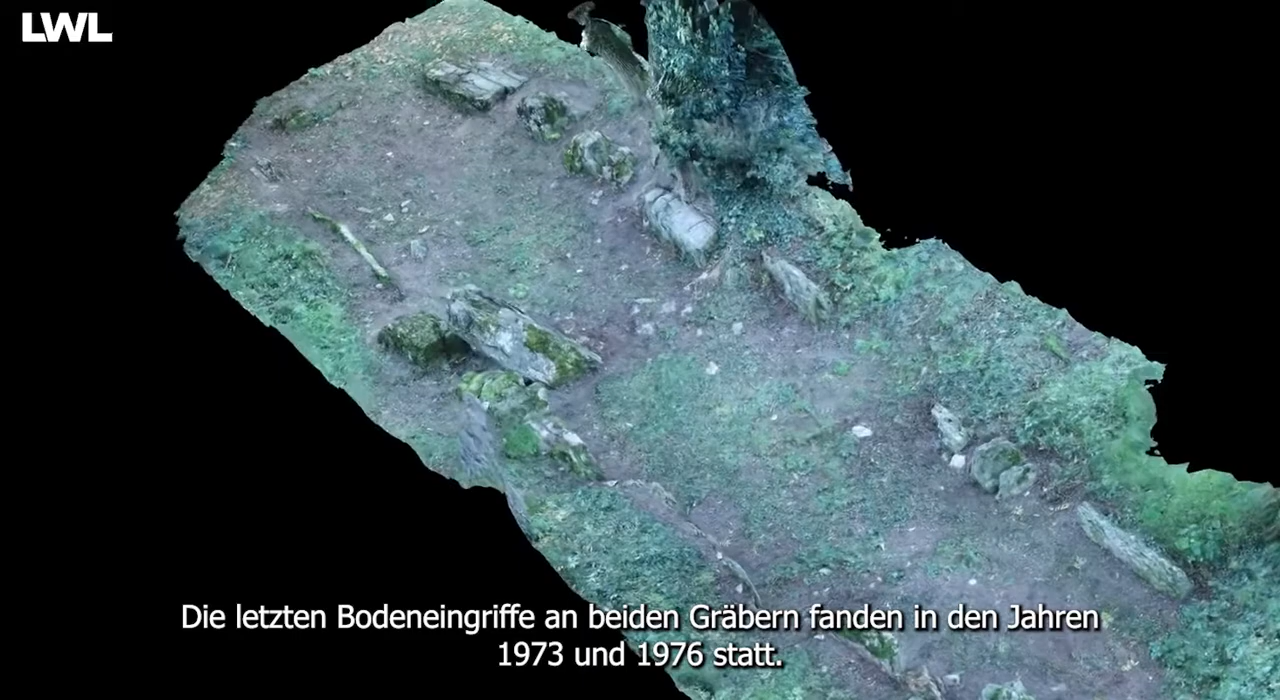 LWL
Die letzten Bodeneingriffe an beiden Gräbern fanden in den Jahren
1973 und 1976 statt.